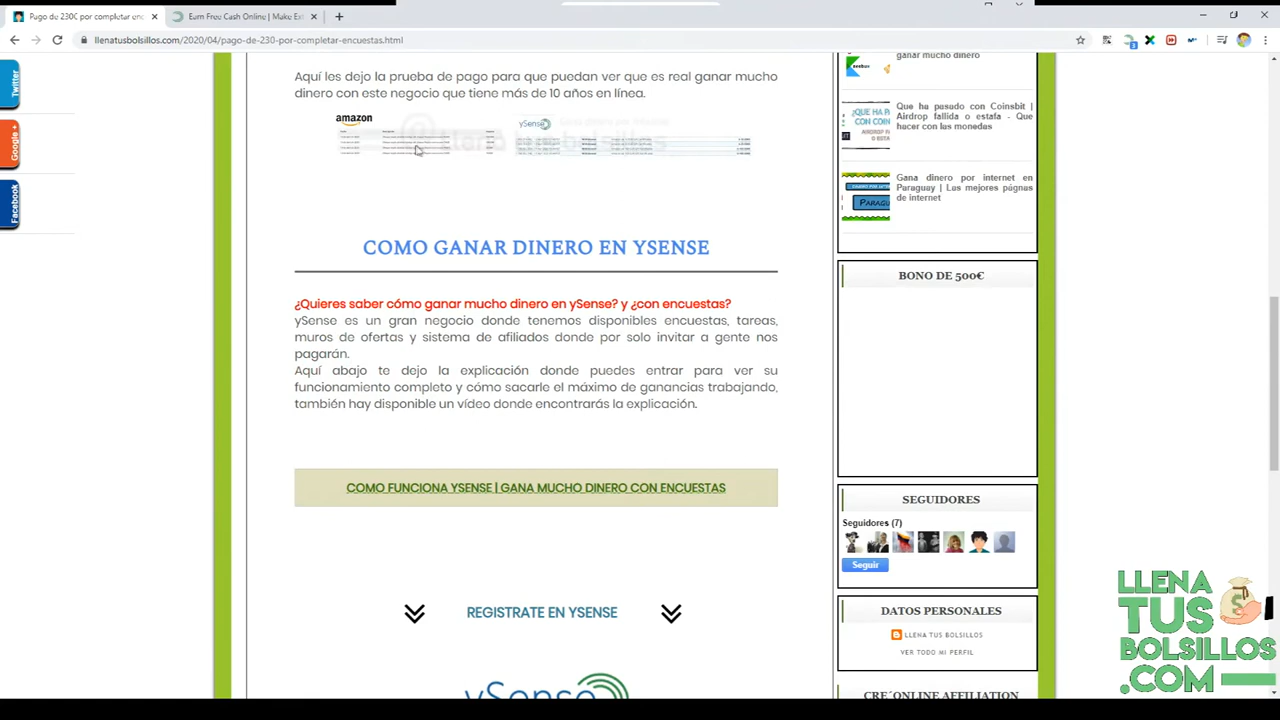 Pago de 230€ por completar enc
Earn Free Cash Online | Make Ex
llenatusbolsillos.com/2020/04/pago-de-230-por-completar-encuestas.html
Twitter
Google +
Facebook
Aquí les dejo la prueba de pago para que puedan ver que es real ganar mucho
dinero con este negocio que tiene más de 10 años en línea.
amazon
ySense
COMO GANAR DINERO EN YSENSE
¿Quieres saber cómo ganar mucho dinero en ySense? y ¿con encuestas?
ySense es un gran negocio donde tenemos disponibles encuestas, tareas,
muros de ofertas y sistema de afiliados donde por solo invitar a gente nos
pagarán.
Aquí abajo te dejo la explicación donde puedes entrar para ver su
funcionamiento completo y cómo sacarle el máximo de ganancias trabajando,
también hay disponible un vídeo donde encontrarás la explicación.
COMO FUNCIONA YSENSE | GANA MUCHO DINERO CON ENCUESTAS
REGISTRATE EN YSENSE
ySense
ganar mucho dinero
Que ha pasado con Coinsbit |
Airdrop fallida o estafa - Que
hacer con las monedas
Gana dinero por internet en
Paraguay | Las mejores págnas
de internet
BONO DE 500€
SEGUIDORES
Seguidores (7)
Seguir
DATOS PERSONALES
LLENA TUS BOLSILLOS
VER TODO MI PERFIL
CRE´ONLINE AFFILIATION
LLENA
TUS
BOLSILLOS
.COM